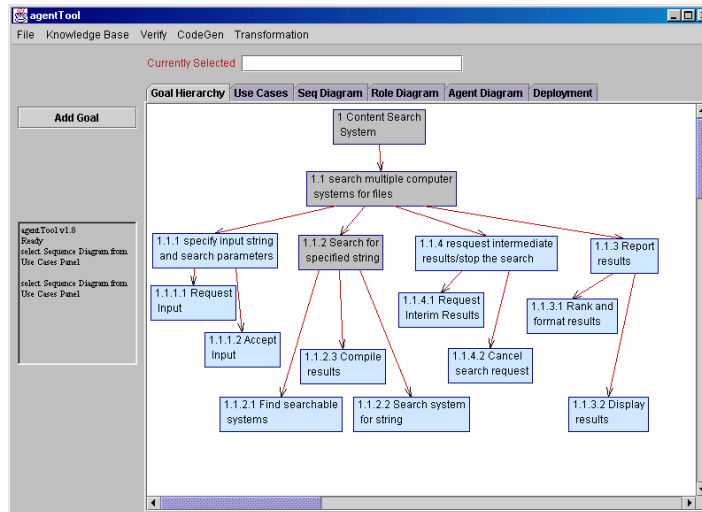 agentTool
File Knowledge Base Verify CodeGen Transformation
Currently Selected
Goal Hierarchy Use Cases Seq Diagram Role Diagram Agent Diagram Deployment
Add Goal
agentTool v1.8
Ready
select Sequence Diagram from
Use Cases Panel
select Sequence Diagram from
Use Cases Panel
1 Content Search
System
1.1 search multiple computer
systems for files
1.1.1 specify input string
and search parameters
1.1.2 Search for
specified string
1.1.4 resquest intermediate
results/stop the search
1.1.3 Report
results
1.1.1.1 Request
Input
1.1.1.2 Accept
Input
1.1.2.3 Compile
results
1.1.4.1 Request
Interim Results
1.1.4.2 Cancel
search request
1.1.3.1 Rank and
format results
1.1.2.1 Find searchable
systems
1.1.2.2 Search system
for string
1.1.3.2 Display
results